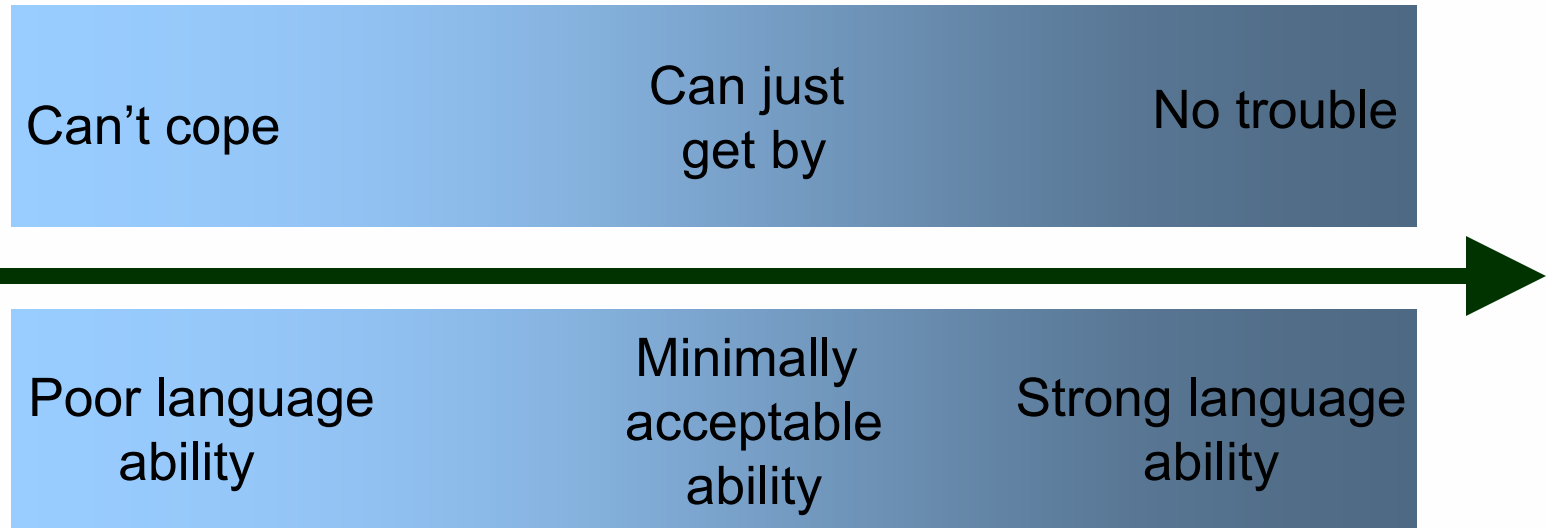 Can’t cope
Can just
get by
No trouble
Poor language
ability
Minimally
acceptable
ability
Strong language
ability